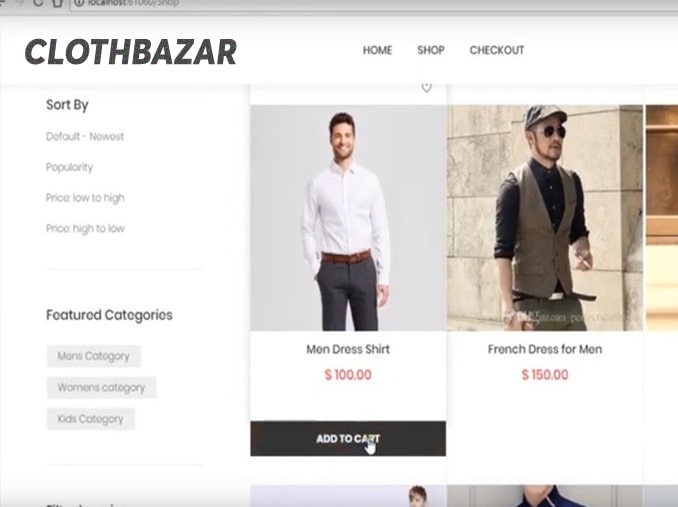 localhost:61060/Shop
CLOTHBAZAR
HOME SHOP CHECKOUT
Sort By
Default - Newest
Popularity
Price: low to high
Price: high to low
Featured Categories
Mens Category
Womens category
Kids Category
Men Dress Shirt
$ 100.00
ADD TO CART
French Dress for Men
$ 150.00